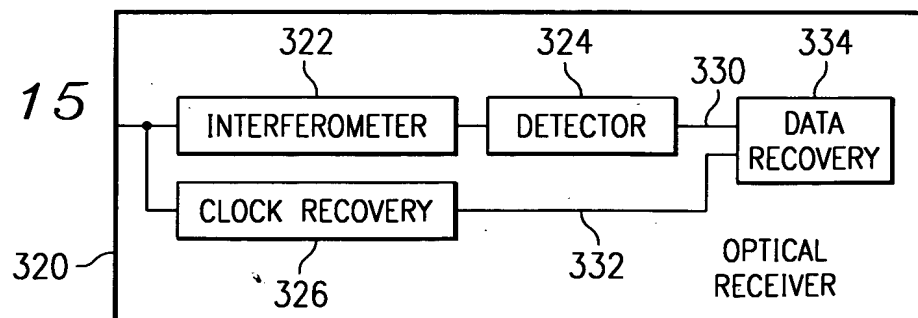 322
324
334
15
330
INTERFEROMETER
DETECTOR
DATA
RECOVERY
CLOCK RECOVERY
320
326
332
OPTICAL
RECEIVER